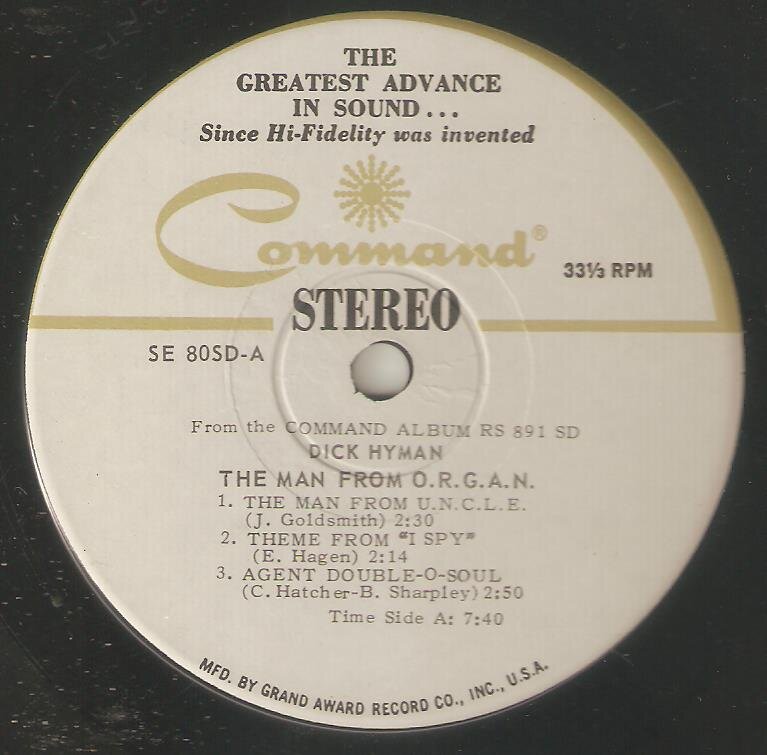 THE
GREATEST ADVANCE
IN SOUND...
Since Hi-Fidelity was invented
Command®
33⅓ RPM
STEREO
SE 80SD-A
From the COMMAND ALBUM RS 891 SD
DICK HYMAN
THE MAN FROM O.R.G.A.N.
1. THE MAN FROM U.N.C.L.E.
(J. Goldsmith) 2:30
2. THEME FROM "I SPY"
(E. Hagen) 2:14
3. AGENT DOUBLE-O-SOUL
(C. Hatcher-B. Sharpley) 2:50
Time Side A: 7:40
MFD. BY GRAND AWARD RECORD CO., INC., U.S.A.